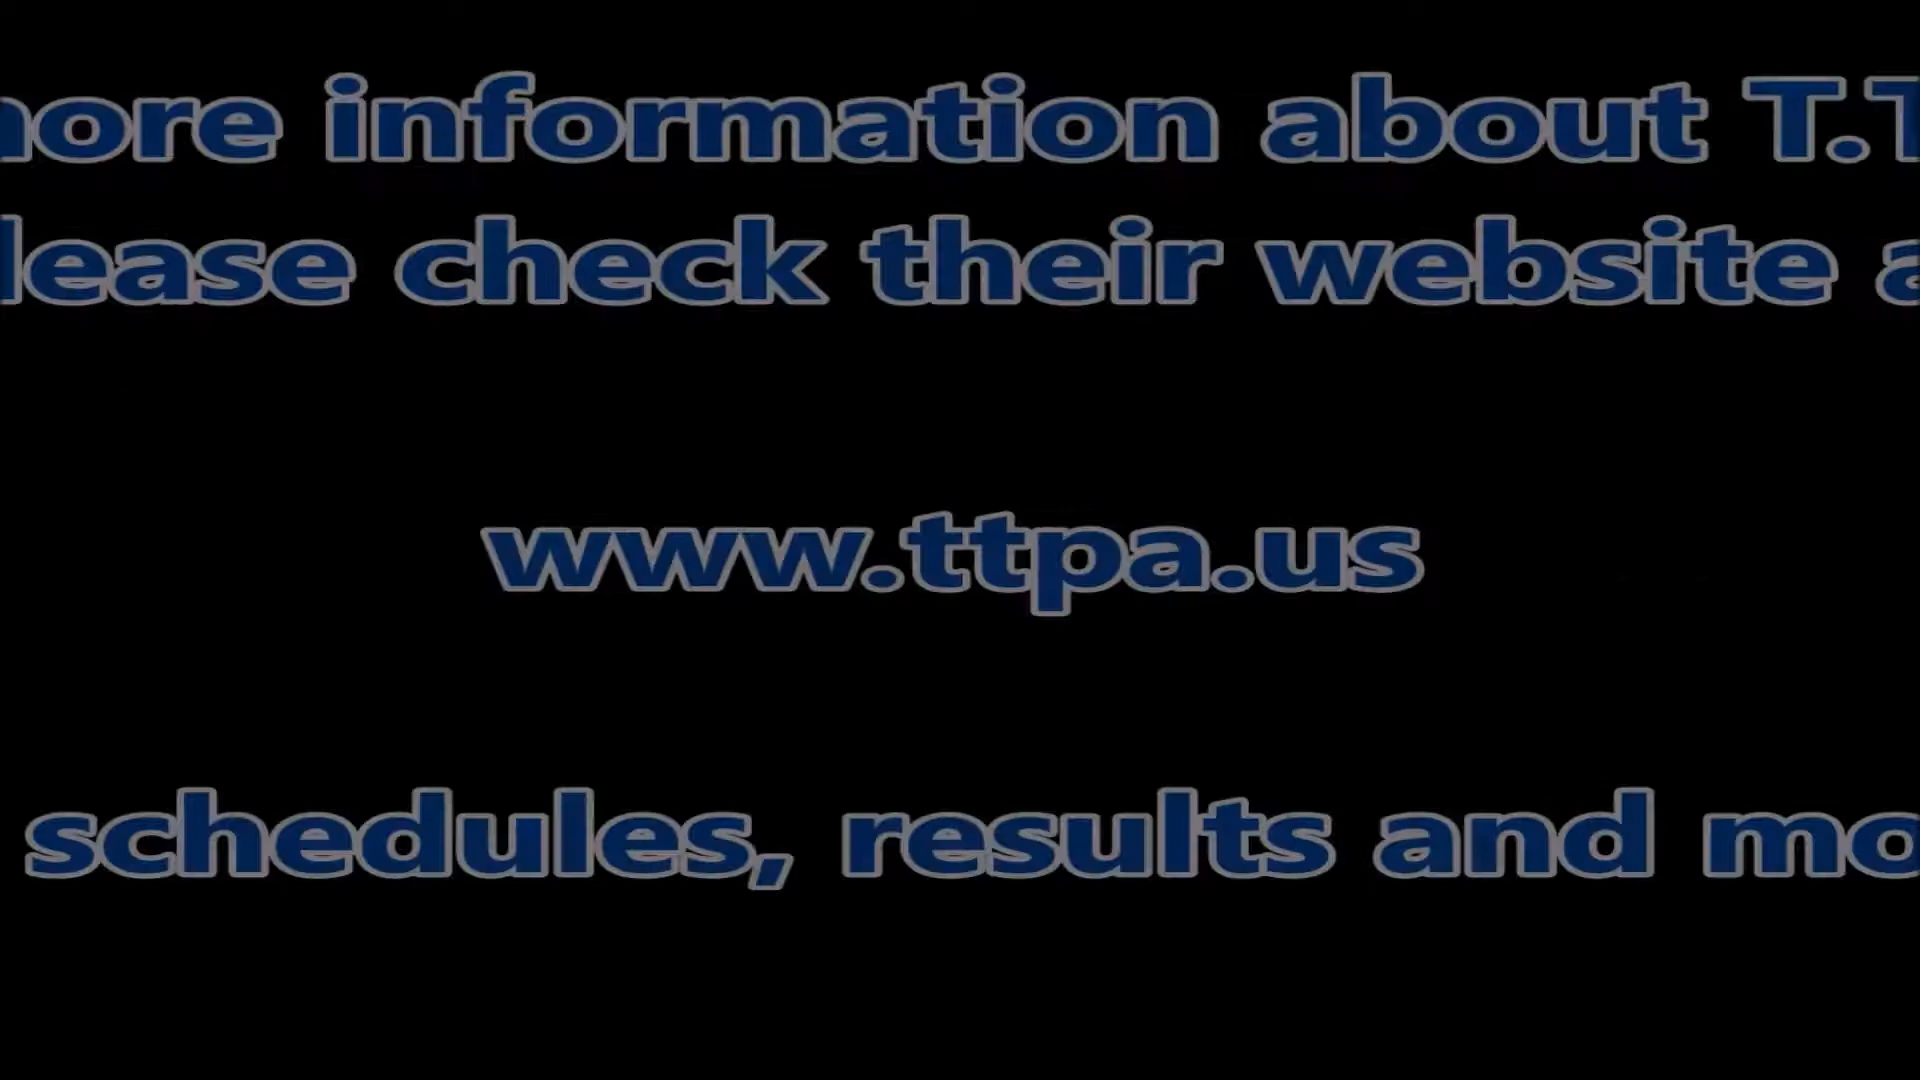 ore information about T.
lease check their website a
www.ttpa.us
schedules, results and mo